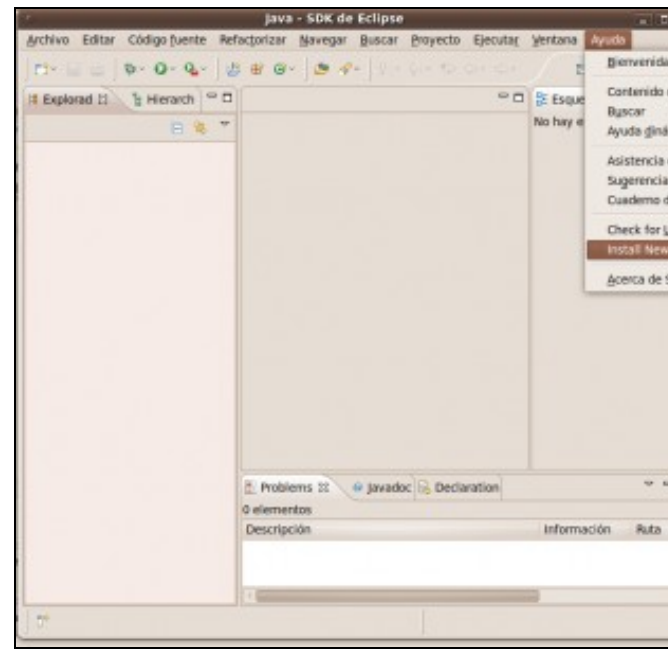 Java - SDK de Eclipse
Archivo Editar Código fuente Refactorizar Navegar Buscar Proyecto Ejecutar Ventana Ayuda
Bienvenida
Explorad Hierarch Esque
Contenido
No hay e
Buscar
Ayuda diná
Asistencia
Sugerencia
Cuaderno d
Check for U
Install New
Acerca de S
Problems Javadoc Declaration
0 elementos
Descripción Información Ruta